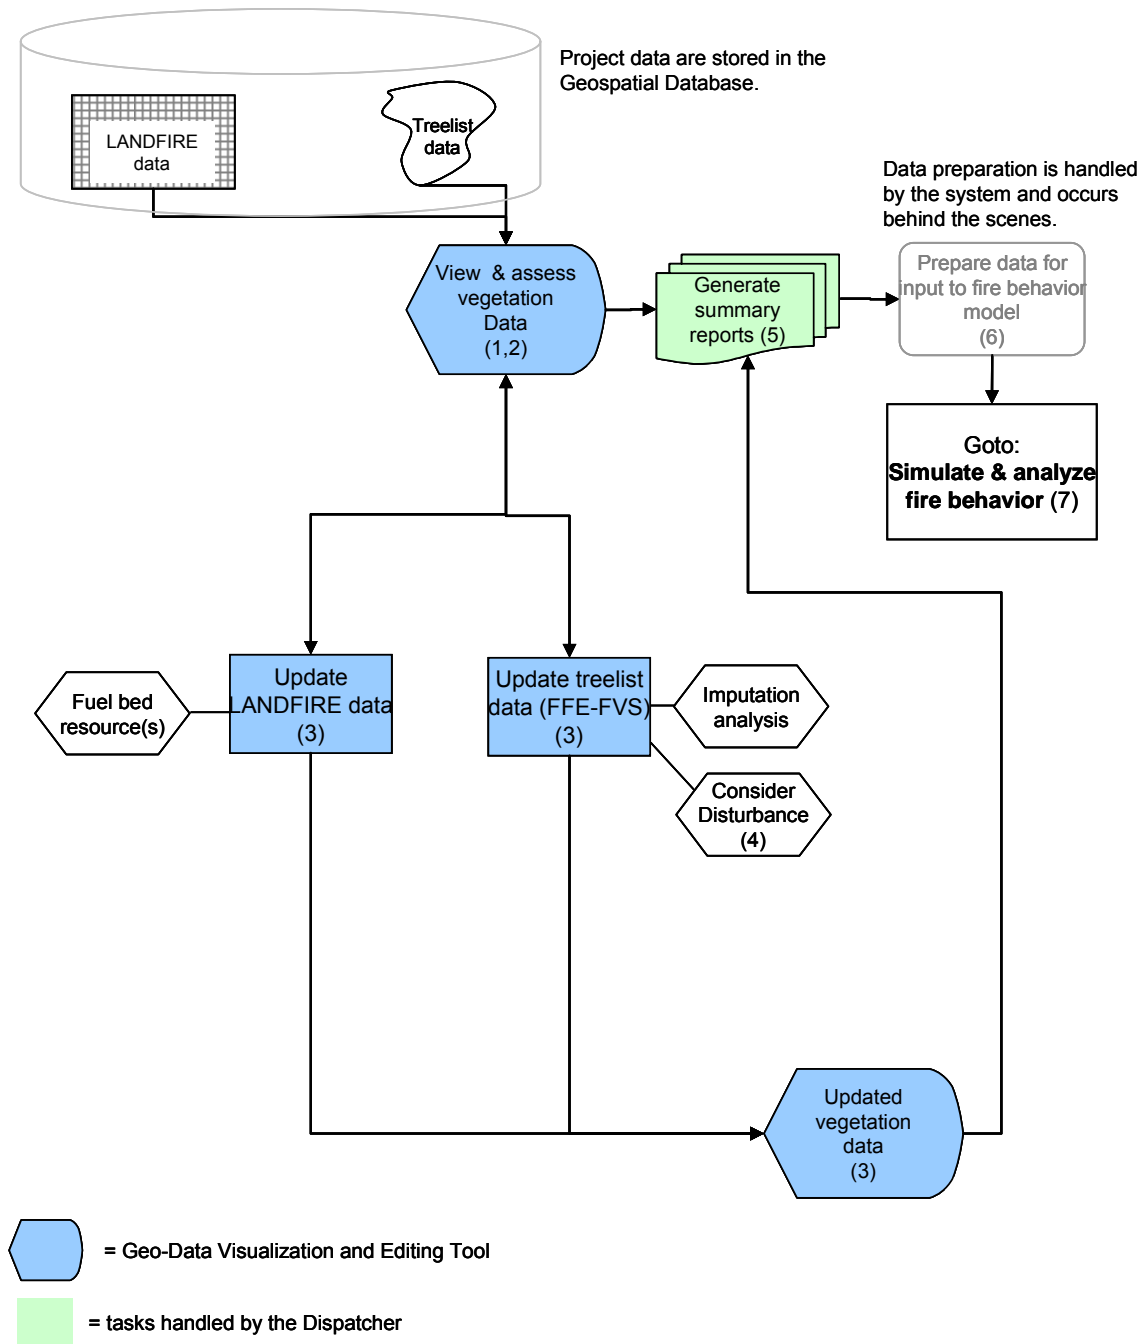 Project data are stored in the
Geospatial Database.
LANDFIRE
data
Treelist
data
Data preparation is handled
by the system and occurs
behind the scenes.
View & assess
vegetation
Data
(1,2)
Generate
summary
reports (5)
Prepare data for
input to fire behavior
model
(6)
Goto:
Simulate & analyze
fire behavior (7)
Fuel bed
resource(s)
Update
LANDFIRE data
(3)
Update treelist
data (FFE-FVS)
(3)
Imputation
analysis
Consider
Disturbance
(4)
Updated
vegetation
data
(3)
= Geo-Data Visualization and Editing Tool
= tasks handled by the Dispatcher